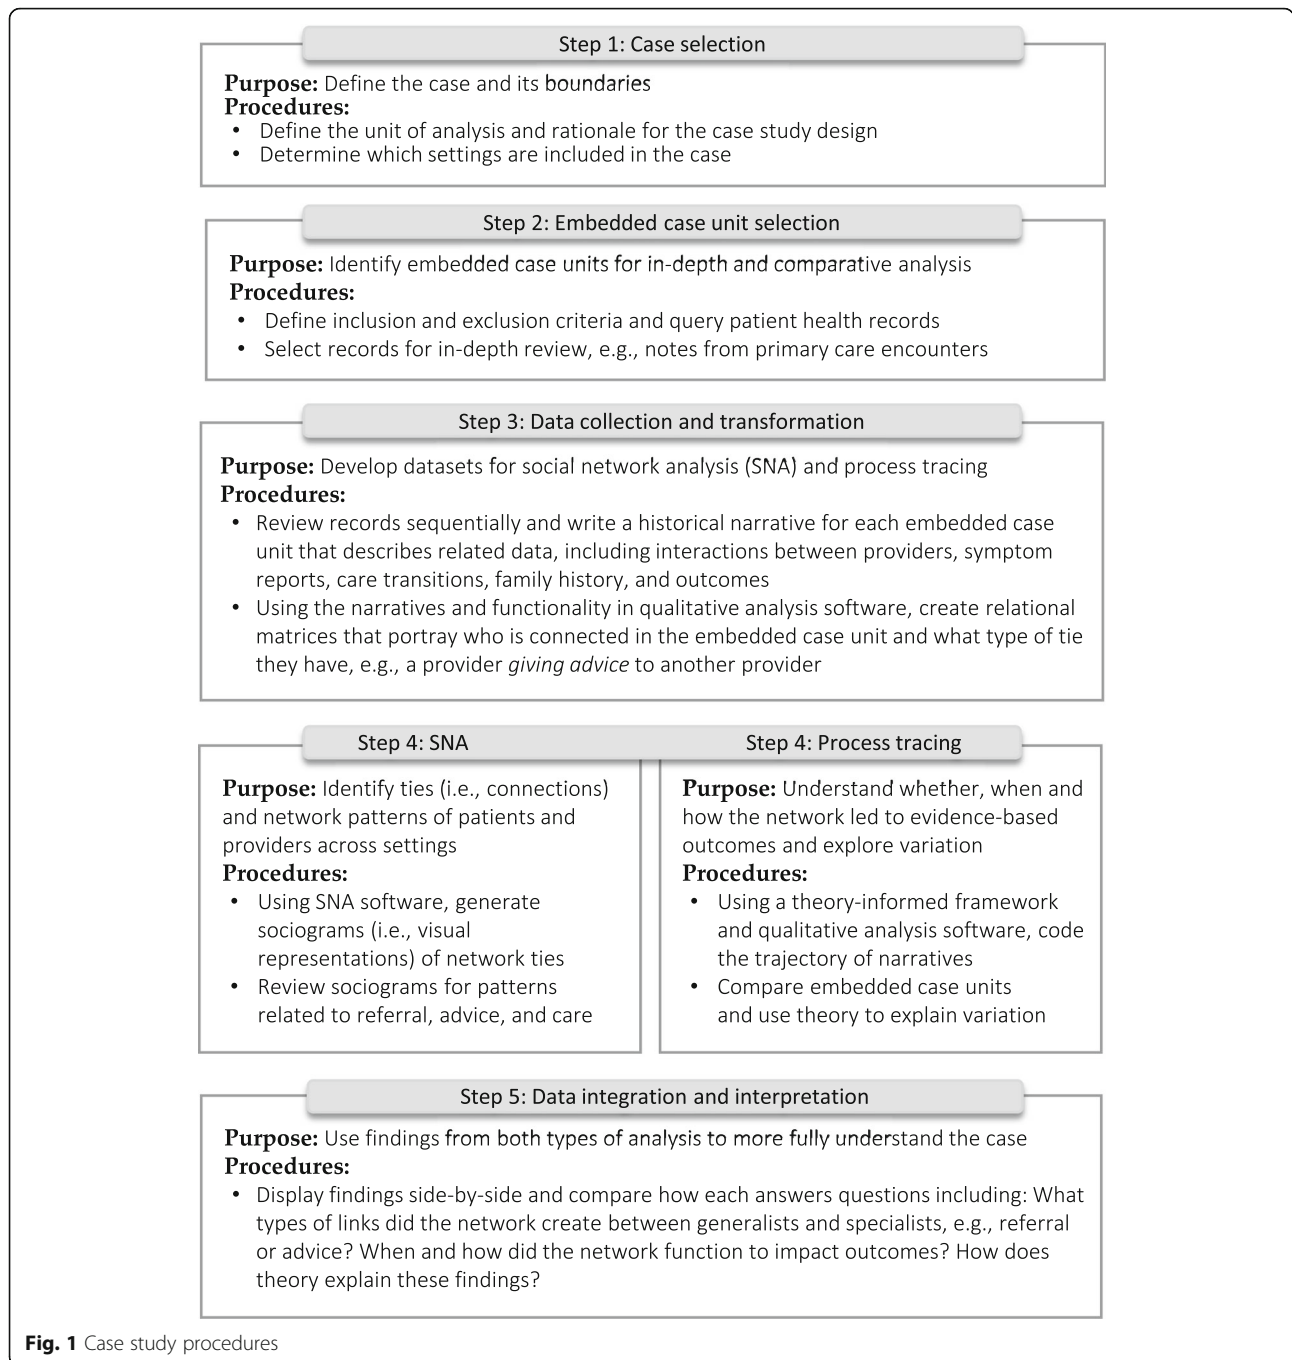 Step 1: Case selection
Purpose: Define the case and its boundaries
Procedures:
• Define the unit of analysis and rationale for the case study design
• Determine which settings are included in the case
Step 2: Embedded case unit selection
Purpose: Identify embedded case units for in-depth and comparative analysis
Procedures:
• Define inclusion and exclusion criteria and query patient health records
• Select records for in-depth review, e.g., notes from primary care encounters
Step 3: Data collection and transformation
Purpose: Develop datasets for social network analysis (SNA) and process tracing
Procedures:
• Review records sequentially and write a historical narrative for each embedded case
unit that describes related data, including interactions between providers, symptom
reports, care transitions, family history, and outcomes
• Using the narratives and functionality in qualitative analysis software, create relational
matrices that portray who is connected in the embedded case unit and what type of tie
they have, e.g., a provider giving advice to another provider
Step 4: SNA
Purpose: Identify ties (i.e., connections)
and network patterns of patients and
providers across settings
Procedures:
• Using SNA software, generate
sociograms (i.e., visual
representations) of network ties
• Review sociograms for patterns
related to referral, advice, and care
Step 4: Process tracing
Purpose: Understand whether, when and
how the network led to evidence-based
outcomes and explore variation
Procedures:
• Using a theory-informed framework
and qualitative analysis software, code
the trajectory of narratives
• Compare embedded case units
and use theory to explain variation
Step 5: Data integration and interpretation
Purpose: Use findings from both types of analysis to more fully understand the case
Procedures:
• Display findings side-by-side and compare how each answers questions including: What
types of links did the network create between generalists and specialists, e.g., referral
or advice? When and how did the network function to impact outcomes? How does
theory explain these findings?
Fig. 1 Case study procedures